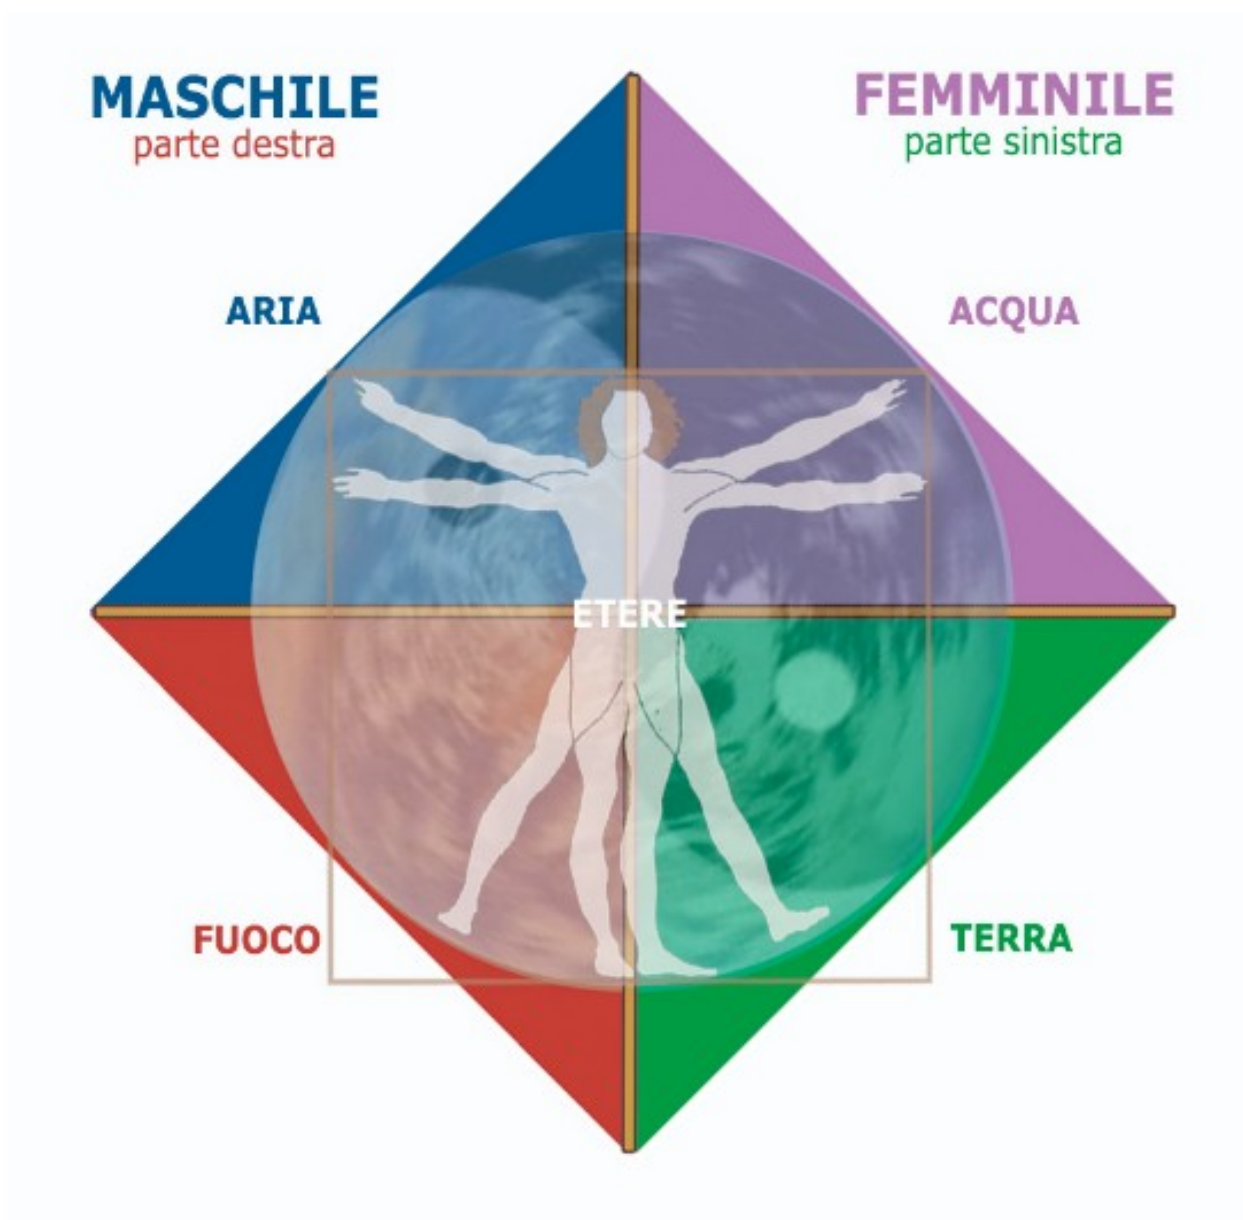 MASCHILE
parte destra
FEMMINILE
parte sinistra
ARIA
ACQUA
ETERE
FUOCO
TERRA